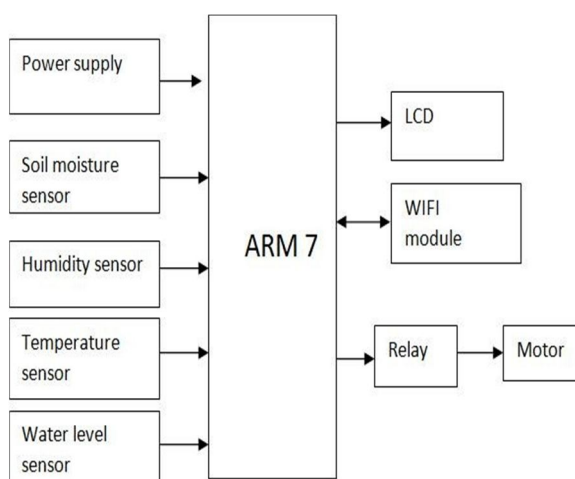 Power supply
Soil moisture
sensor
Humidity sensor
Temperature
sensor
Water level
sensor
ARM 7
LCD
WIFI
module
Relay
Motor